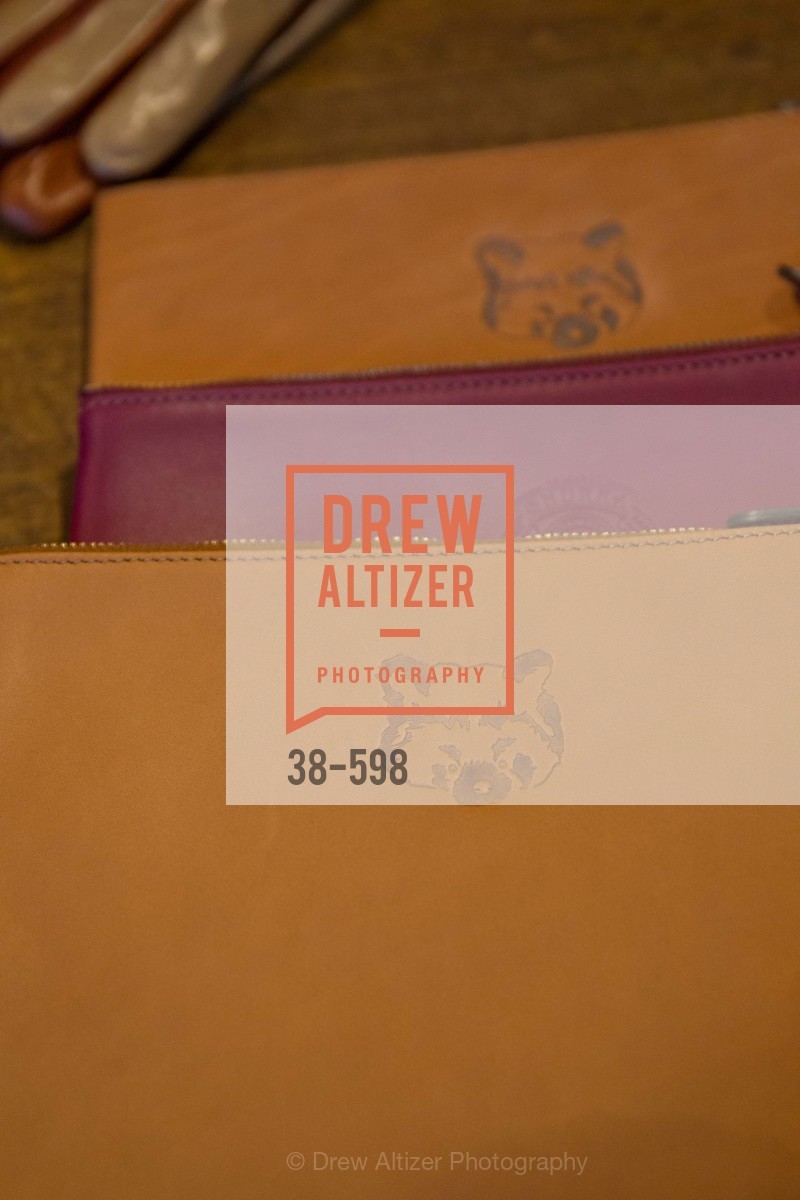 DREW
ALTIZER
PHOTOGRAPHY
38-598
© Drew Altizer Photography